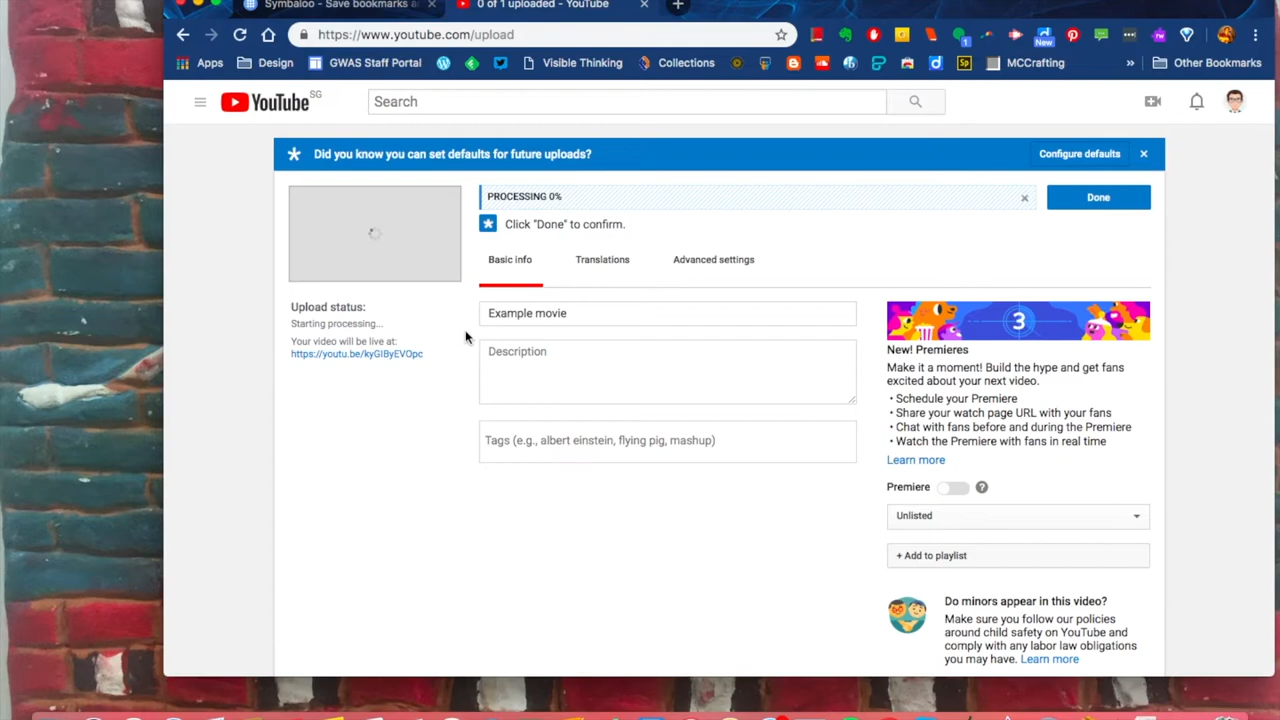 Symbaloo - Save bookmarks a
0 of 1 uploaded - YouTube
https://www.youtube.com/upload
New
Apps
Design
GWAS Staff Portal
Visible Thinking
Collections
Sp
MCCrafting
Other Bookmarks
YouTube SG
Search
Did you know you can set defaults for future uploads?
Configure defaults
PROCESSING 0%
Done
Click "Done" to confirm.
Basic info
Translations
Advanced settings
Upload status:
Starting processing...
Your video will be live at:
https://youtu.be/kyGIByEVOpc
Example movie
Description
Tags (e.g., albert einstein, flying pig, mashup)
3
New! Premieres
Make it a moment! Build the hype and get fans
excited about your next video.
• Schedule your Premiere
• Share your watch page URL with your fans
• Chat with fans before and during the Premiere
• Watch the Premiere with fans in real time
Learn more
Premiere
Unlisted
+ Add to playlist
Do minors appear in this video?
Make sure you follow our policies
around child safety on YouTube and
comply with any labor law obligations
you may have. Learn more